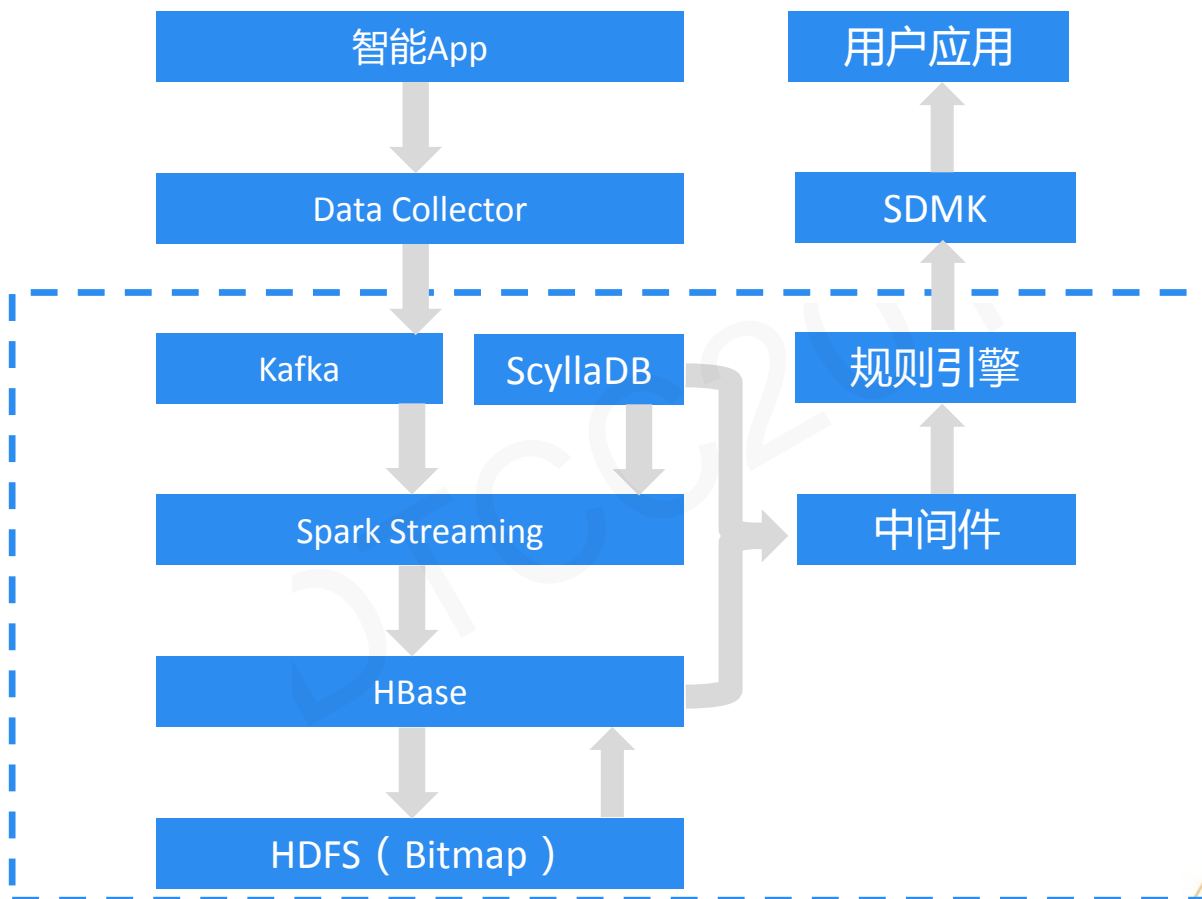 智能App
用户应用
Data Collector
SDMK
Kafka
ScyllaDB
规则引擎
Spark Streaming
中间件
HBase
HDFS（Bitmap）